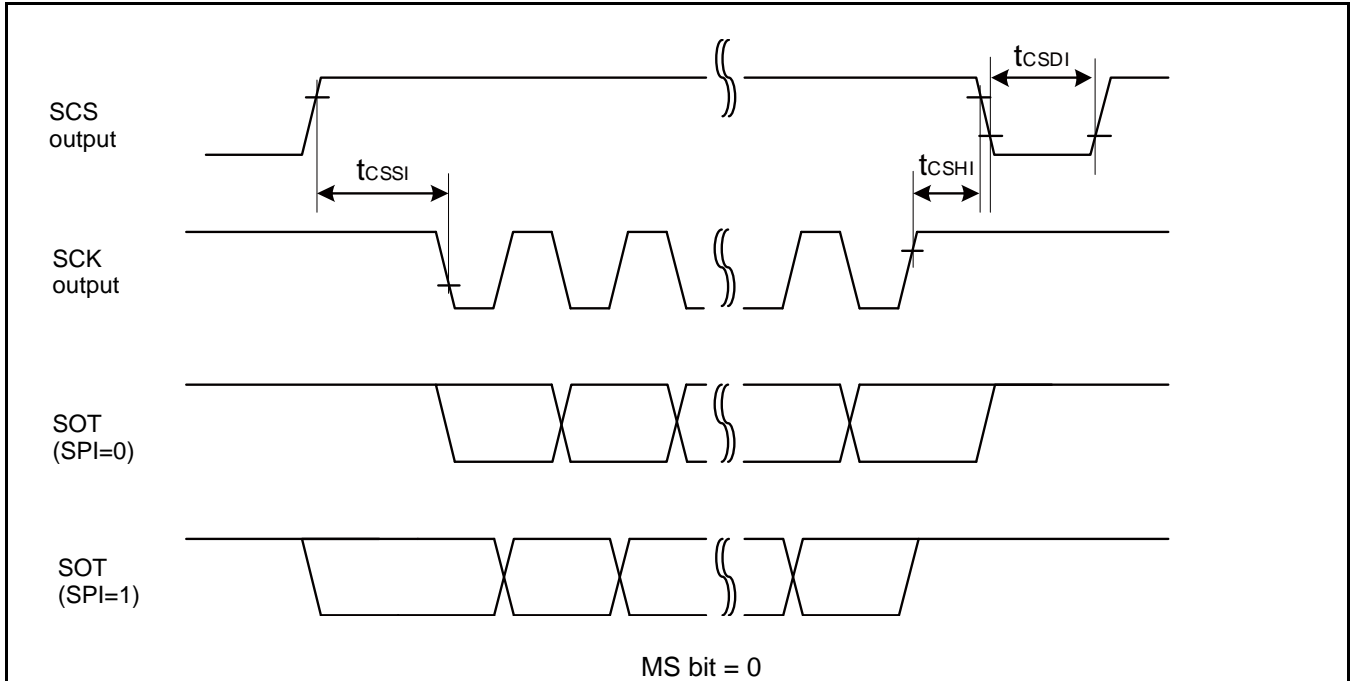 tCSDI
SCS
output
tCSSI
tCSHI
SCK
output
SOT
(SPI=0)
SOT
(SPI=1)
MS bit = 0